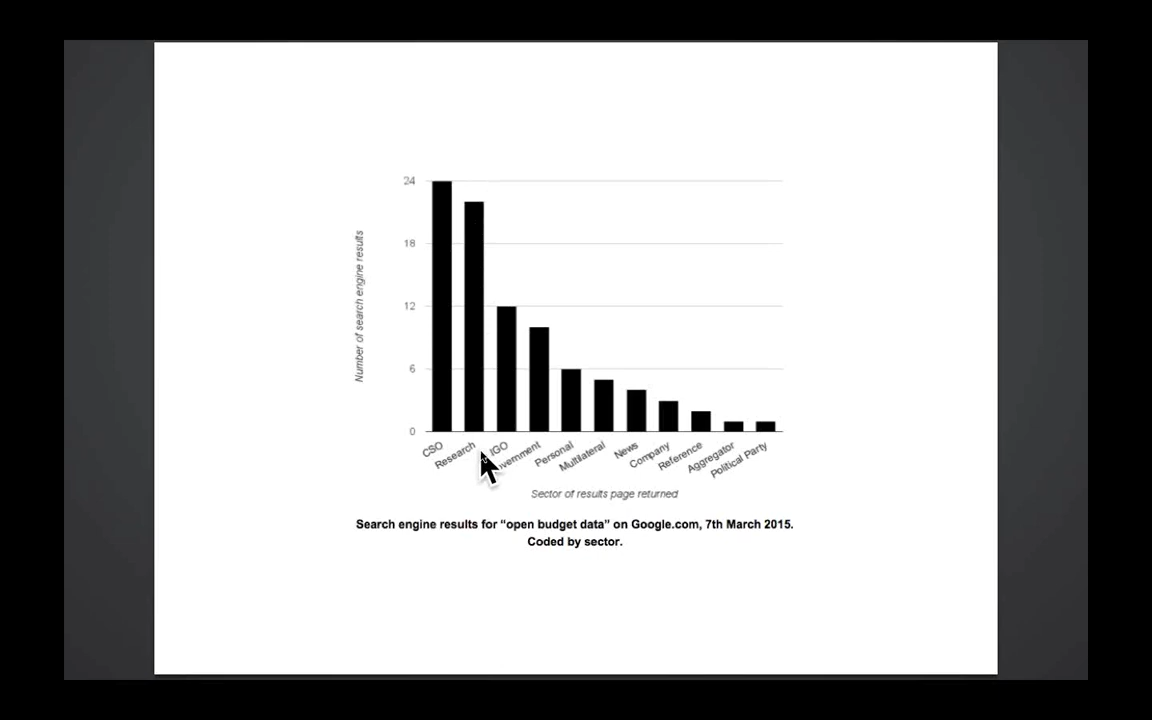 24
18
12
6
0
Number of search engine results
CSO
Research
IGO
Personal
Multilateral
News
Company
Reference
Aggregator
Political Party
Sector of results page returned
Search engine results for “open budget data” on Google.com, 7th March 2015.
Coded by sector.